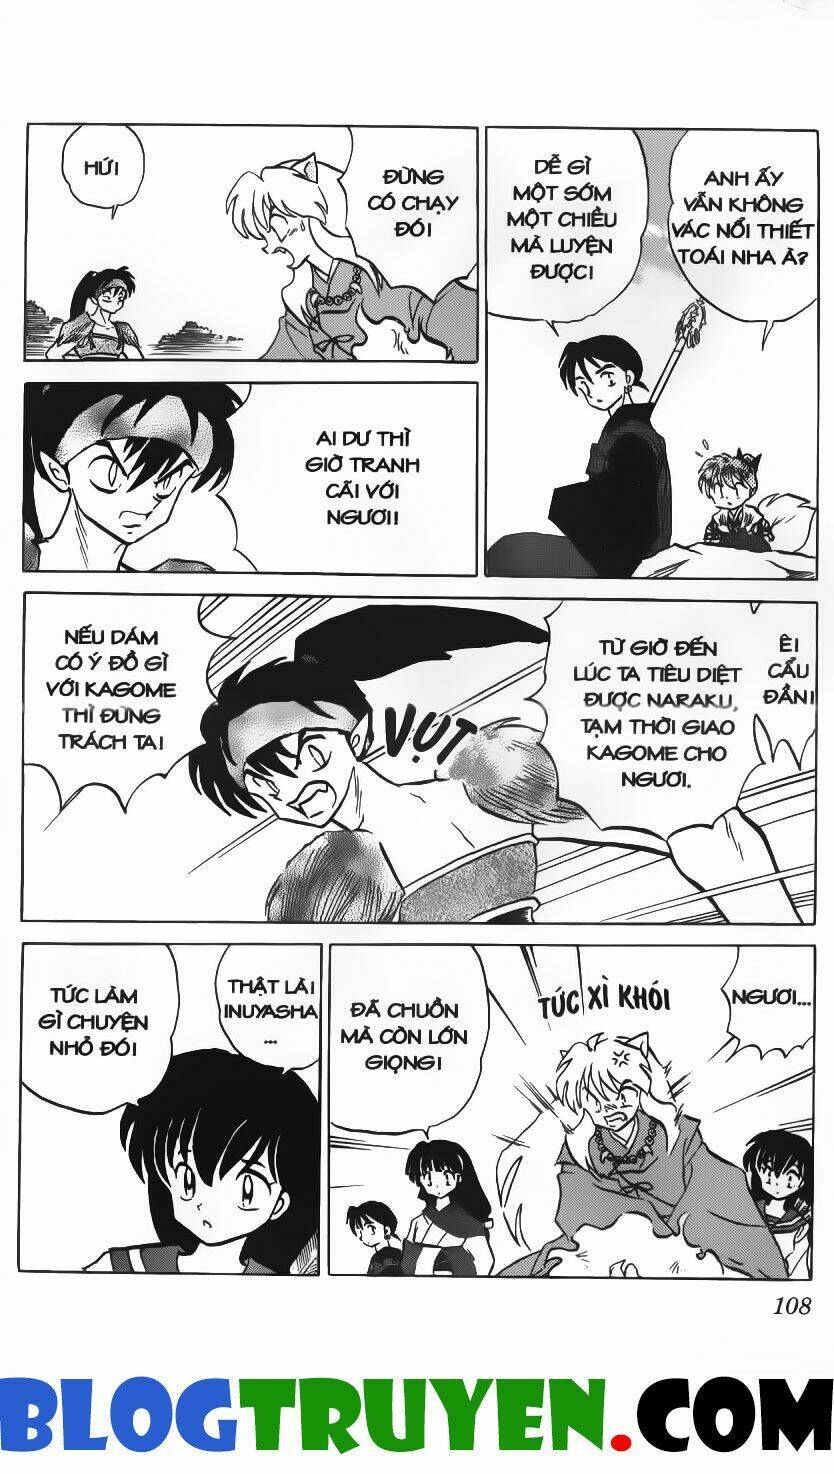 ANH ẤY
VẪN KHÔNG
VÁC NỔI THIẾT
TOÁI NHA À?
DỄ GÌ
MỘT SỚM
MỘT CHIỀU
MÀ LUYỆN
ĐƯỢC!
ĐỪNG
CÓ CHẠY
ĐÓ!
HỨ!
AI DƯ THÌ
GIỜ TRANH
CÃI VỚI
NGƯƠI!
ÊI
CẨU
ĐẦN!
TỪ GIỜ ĐẾN
LÚC TA TIÊU DIỆT
ĐƯỢC NARAKU,
TẠM THỜI GIAO
KAGOME CHO
NGƯƠI.
VỤT
NẾU DÁM
CÓ Ý ĐỒ GÌ
VỚI KAGOME
THÌ ĐỪNG
TRÁCH TA!
NGƯƠI...
TỨC XÌ KHÓI
ĐÃ CHUỒN
MÀ CÒN LỚN
GIỌNG!
THẬT LÀ!
INUYASHA
...
TỨC LÀM
GÌ CHUYỆN
NHỎ ĐÓ!
108
BLOGTRUYEN.COM